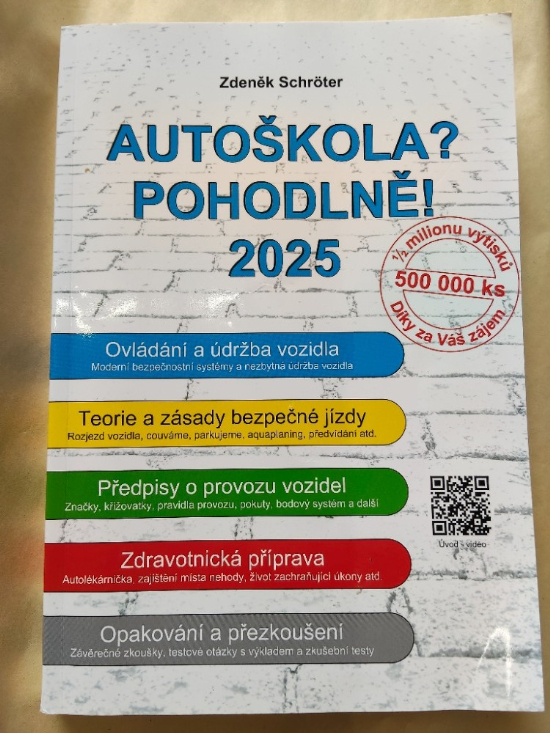 Zdeněk Schröter
AUTOŠKOLA?
POHODLNĚ!
2025
½ milionu výtisků
500 000 ks
Díky za Váš zájem
Ovládání a údržba vozidla
Moderní bezpečnostní systémy a nezbytná údržba vozidla
Teorie a zásady bezpečné jízdy
Rozjezd vozidla, couváme, parkujeme, aquaplaning, předvídání atd.
Předpisy o provozu vozidel
Značky, křižovatky, pravidla provozu, pokuty, bodový systém a další
Úvod - video
Zdravotnická příprava
Autolékárnička, zajištění místa nehody, život zachraňující úkony atd.
Opakování a přezkoušení
Závěrečné zkoušky, testové otázky s výkladem a zkušební testy